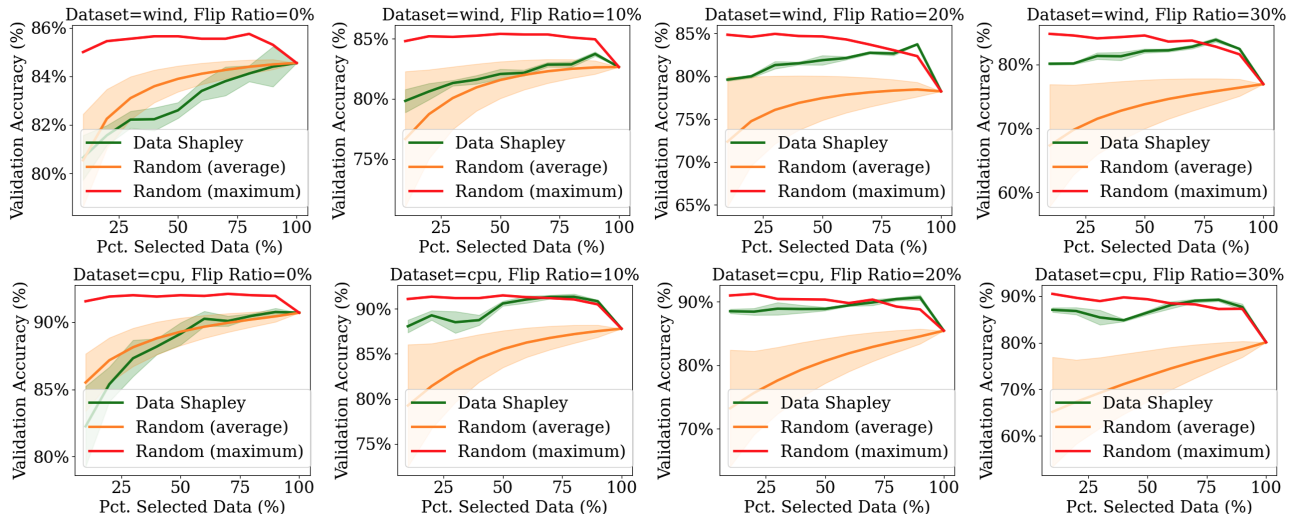 Dataset=wind, Flip Ratio=0%
Validation Accuracy (%)
86%
84%
82%
80%
Data Shapley
Random (average)
Random (maximum)
25 50 75 100
Pct. Selected Data (%)
Dataset=wind, Flip Ratio=10%
Validation Accuracy (%)
85%
80%
75%
Data Shapley
Random (average)
Random (maximum)
25 50 75 100
Pct. Selected Data (%)
Dataset=wind, Flip Ratio=20%
Validation Accuracy (%)
85%
80%
75%
70%
65%
Data Shapley
Random (average)
Random (maximum)
25 50 75 100
Pct. Selected Data (%)
Dataset=wind, Flip Ratio=30%
Validation Accuracy (%)
80%
70%
60%
Data Shapley
Random (average)
Random (maximum)
25 50 75 100
Pct. Selected Data (%)
Dataset=cpu, Flip Ratio=0%
Validation Accuracy (%)
90%
85%
80%
Data Shapley
Random (average)
Random (maximum)
25 50 75 100
Pct. Selected Data (%)
Dataset=cpu, Flip Ratio=10%
Validation Accuracy (%)
90%
85%
80%
75%
Data Shapley
Random (average)
Random (maximum)
25 50 75 100
Pct. Selected Data (%)
Dataset=cpu, Flip Ratio=20%
Validation Accuracy (%)
90%
80%
70%
Data Shapley
Random (average)
Random (maximum)
25 50 75 100
Pct. Selected Data (%)
Dataset=cpu, Flip Ratio=30%
Validation Accuracy (%)
90%
80%
70%
60%
Data Shapley
Random (average)
Random (maximum)
25 50 75 100
Pct. Selected Data (%)